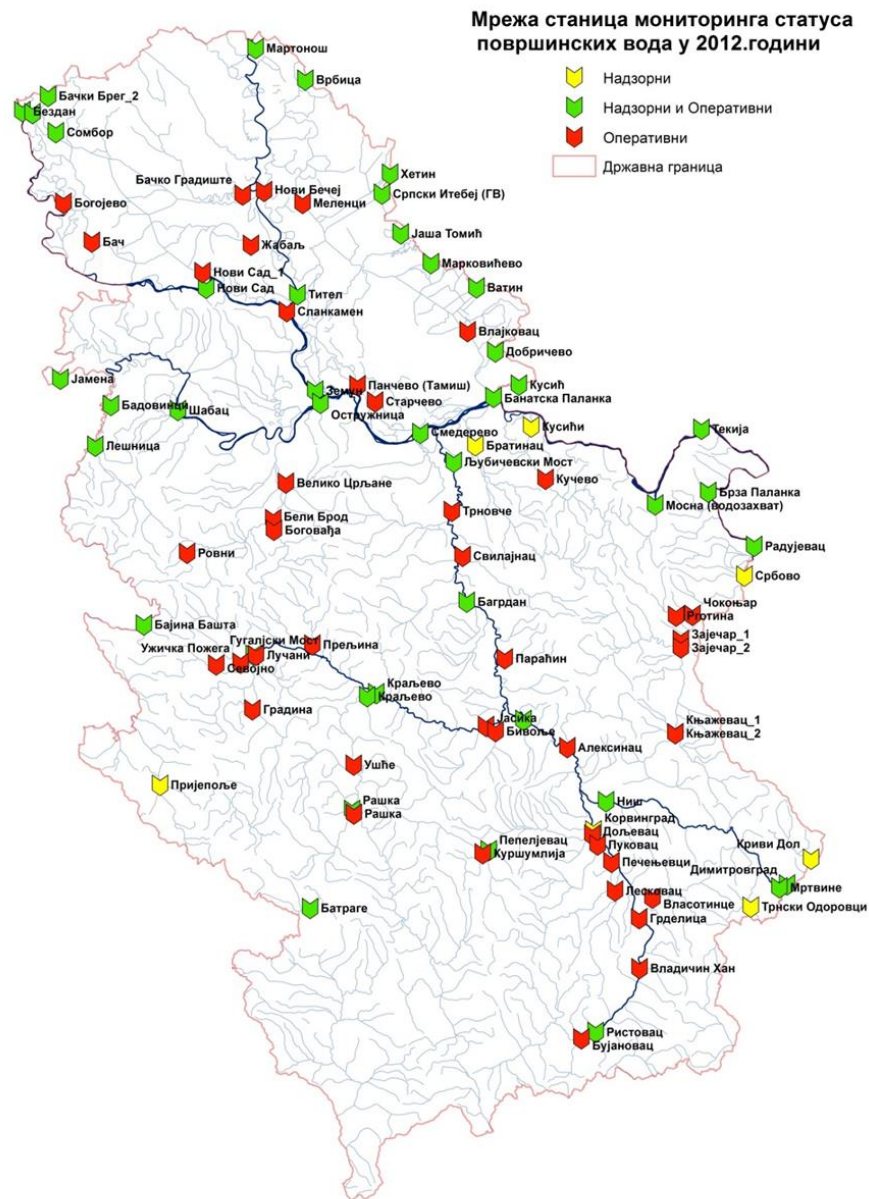 Мрежа станица мониторинга статуса
површинских вода у 2012.години
Надзорни
Надзорни и Оперативни
Оперативни
Државна граница
Мартонош
Врбица
Бачки Брег_2
Бездан
Сомбор
Хетин
Бачко Градиште
Нови Бечеј
Српски Итебеј (ГВ)
Богојево
Меленци
Јаша Томић
Бач
Жабаљ
Марковићево
Нови Сад_1
Нови Сад
Тител
Ватин
Сланкамен
Влајковац
Добричево
Јамена
Панчево (Тамиш)
Кусић
Земун
Банатска Паланка
Бадовинци
Шабац
Остружница
Старчево
Смедерево
Кусићи
Текија
Лешница
Братинац
Љубичевски Мост
Велико Црљане
Кучево
Брза Паланка
Мосна (водозахват)
Бели Брод
Трновче
Боговађа
Ровни
Свилајнац
Радујевац
Србово
Багрдан
Чокоњар
Рготина
Бајина Башта
Гугаљски Мост
Зајечар_1
Ужичка Пожега
Прељина
Зајечар_2
Лучани
Параћин
Севојно
Краљево
Краљево
Градина
Јасика
Књажевац_1
Бивоље
Књажевац_2
Алексинац
Ушће
Пријепоље
Рашка
Ниш
Рашка
Корвинград
Дољевац
Пепељевац
Луковац
Криви Дол
Куршумлија
Печењевци
Димитровград
Мртвине
Лесковац
Власотинце
Батраге
Трнски Одоровци
Грделица
Владичин Хан
Ристовац
Бујановац